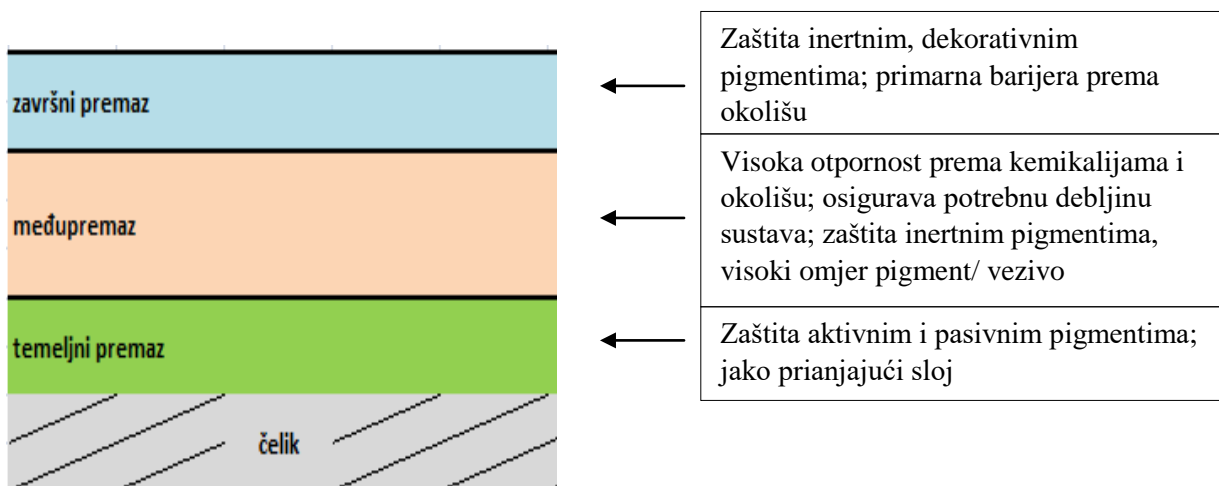 završni premaz
Zaštita inertnim, dekorativnim
pigmentima; primarna barijera prema
okolišu
međupremaz
Visoka otpornost prema kemikalijama i
okolišu; osigurava potrebnu debljinu
sustava; zaštita inertnim pigmentima,
visoki omjer pigment/ vezivo
temeljni premaz
Zaštita aktivnim i pasivnim pigmentima;
jako prianjajući sloj
čelik